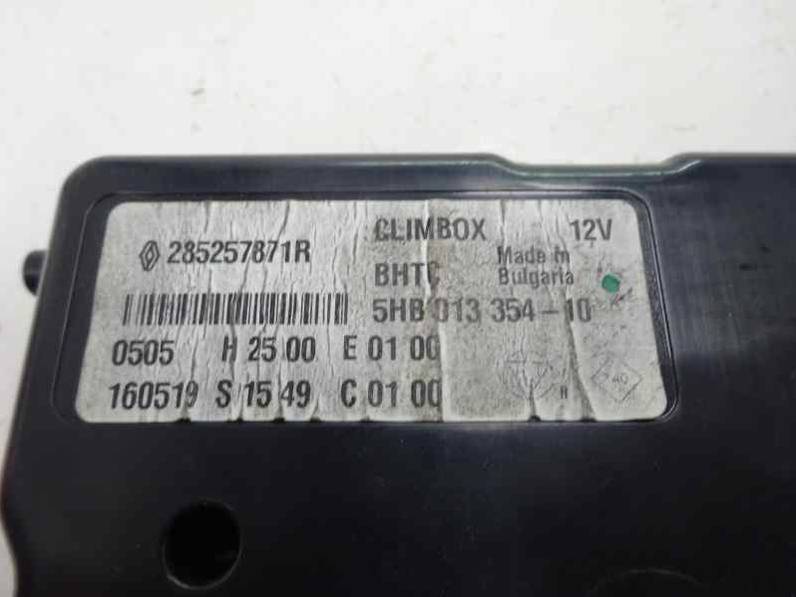 CLIMBOX 12V
285257871R
BHTC Made in Bulgaria
5HB 013 354-10
0505 H 25 00 E 01 00
160519 S 15 49 C 01 00